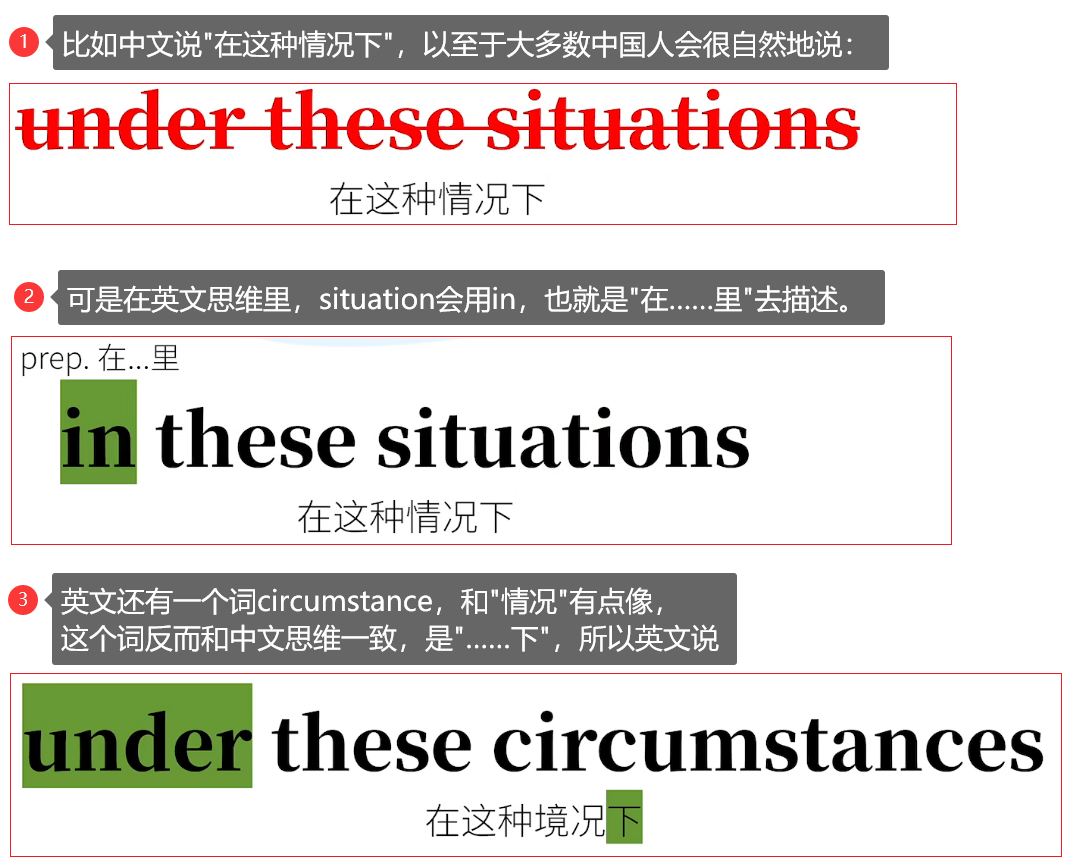 1
比如中文说"在这种情况下"，以至于大多数中国人会很自然地说：
under these situations
在这种情况下
2
可是在英文思维里，situation会用in，也就是"在……里"去描述。
prep. 在…里
in these situations
在这种情况下
3
英文还有一个词circumstance，和"情况"有点像，
这个词反而和中文思维一致，是"……下"，所以英文说
under these circumstances
在这种境况下